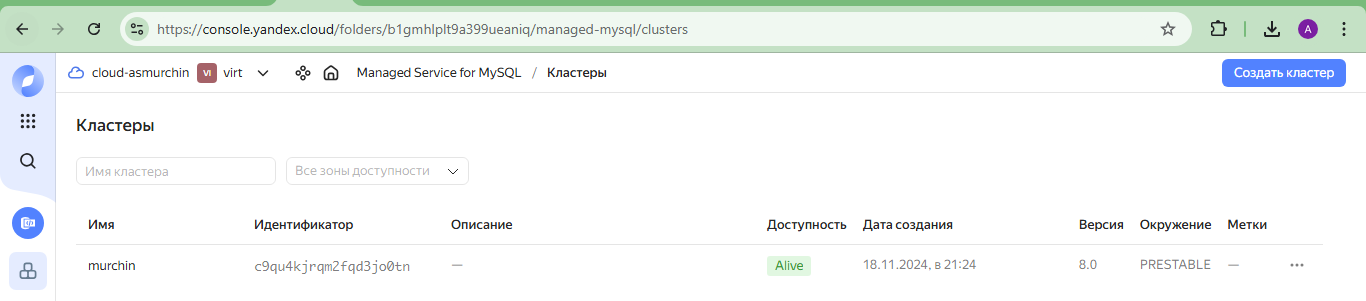 https://console.yandex.cloud/folders/b1gmhlplt9a399ueaniq/managed-mysql/clusters
A
cloud-asmurchin VI virt Managed Service for MySQL / Кластеры Создать кластер
Кластеры
Имя кластера Все зоны доступности
Имя Идентификатор Описание Доступность Дата создания Версия Окружение Метки
murchin c9qu4kjrqm2fqd3jo0tn — Alive 18.11.2024, в 21:24 8.0 PRESTABLE —